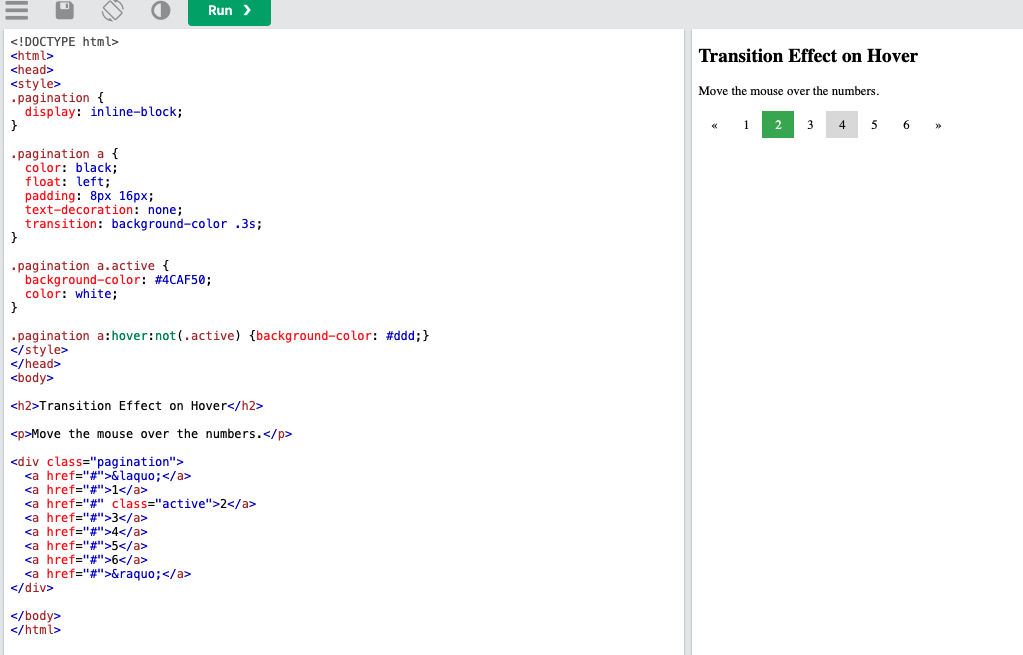 Run ❯
<!DOCTYPE html>
<html>
<head>
<style>
.pagination {
  display: inline-block;
}

.pagination a {
  color: black;
  float: left;
  padding: 8px 16px;
  text-decoration: none;
  transition: background-color .3s;
}

.pagination a.active {
  background-color: #4CAF50;
  color: white;
}

.pagination a:hover:not(.active) {background-color: #ddd;}
</style>
</head>
<body>

<h2>Transition Effect on Hover</h2>

<p>Move the mouse over the numbers.</p>

<div class="pagination">
  <a href="#">&laquo;</a>
  <a href="#">1</a>
  <a href="#" class="active">2</a>
  <a href="#">3</a>
  <a href="#">4</a>
  <a href="#">5</a>
  <a href="#">6</a>
  <a href="#">&raquo;</a>
</div>

</body>
</html>
Transition Effect on Hover
Move the mouse over the numbers.
« 1 2 3 4 5 6 »